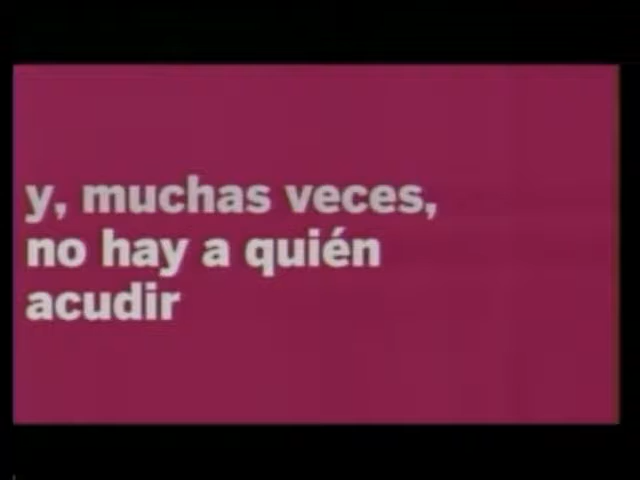 y, muchas veces,
no hay a quién
acudir